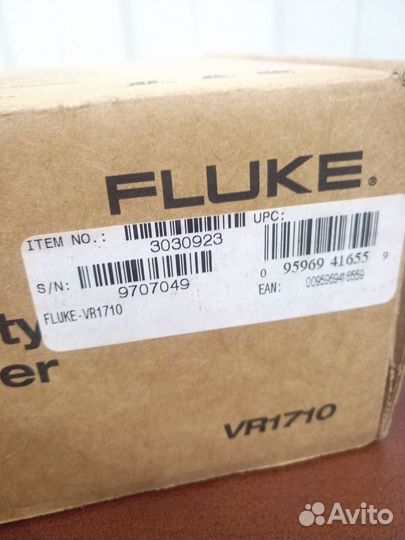 FLUKE®
ITEM NO.: 3030923 UPC:
S/N: 9707049
0 95969 41655 9
EAN: 0095969416559
FLUKE-VR1710
ty
er
VR1710
Avito